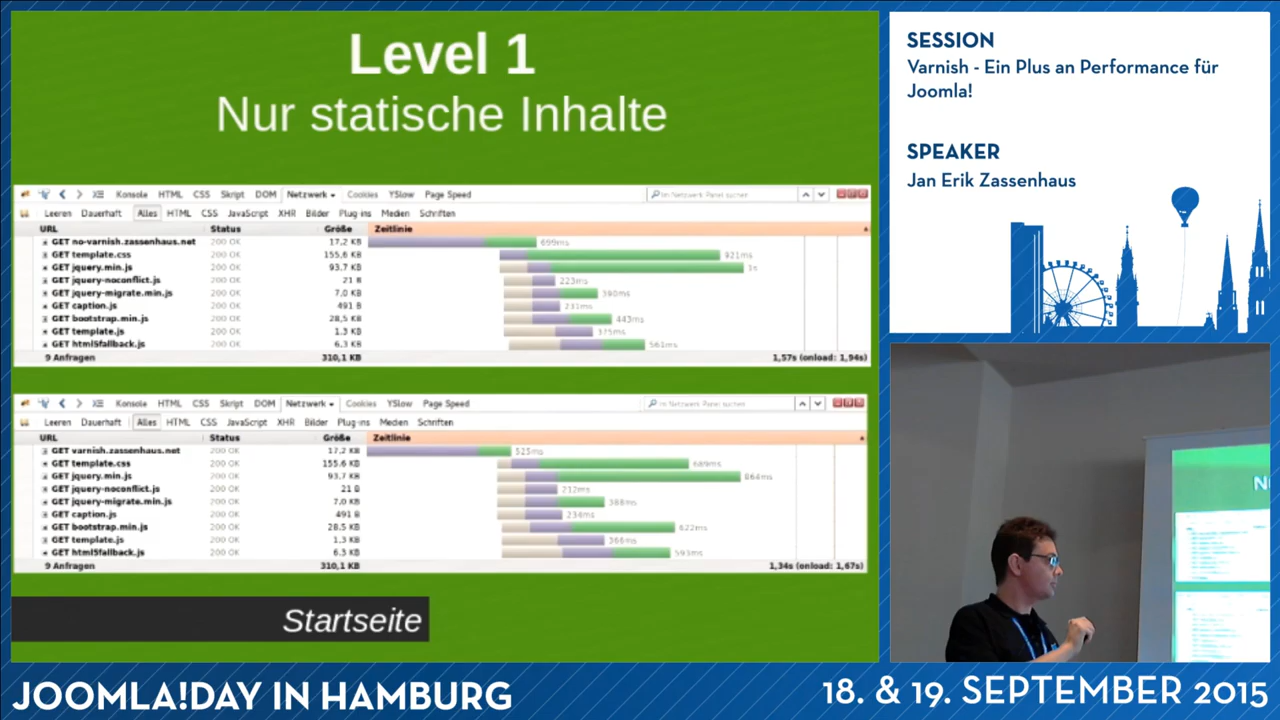 Level 1
Nur statische Inhalte
Konsole HTML CSS Skript DOM Netzwerk Cookies YSlow Page Speed Im Netzwerk Panel suchen
Leeren Dauerhaft Alles HTML CSS JavaScript XHR Bilder Plug-ins Medien Schriften
URL Status Größe Zeitlinie
GET no-varnish.zassenhaus.net 200 OK 17,2 KB 699ms
GET template.css 200 OK 155,6 KB 921ms
GET jquery.min.js 200 OK 93,7 KB 1s
GET jquery-noconflict.js 200 OK 21 B 223ms
GET jquery-migrate.min.js 200 OK 7,0 KB 380ms
GET caption.js 200 OK 491 B 231ms
GET bootstrap.min.js 200 OK 28,5 KB 443ms
GET template.js 200 OK 1,3 KB 375ms
GET html5fallback.js 200 OK 6,3 KB 561ms
9 Anfragen 310,1 KB 1,57s (onload: 1,94s)
Konsole HTML CSS Skript DOM Netzwerk Cookies YSlow Page Speed Im Netzwerk Panel suchen
Leeren Dauerhaft Alles HTML CSS JavaScript XHR Bilder Plug-ins Medien Schriften
URL Status Größe Zeitlinie
GET varnish.zassenhaus.net 200 OK 17,2 KB 525ms
GET template.css 200 OK 155,6 KB 689ms
GET jquery.min.js 200 OK 93,7 KB 864ms
GET jquery-noconflict.js 200 OK 21 B 212ms
GET jquery-migrate.min.js 200 OK 7,0 KB 388ms
GET caption.js 200 OK 491 B 234ms
GET bootstrap.min.js 200 OK 28,5 KB 622ms
GET template.js 200 OK 1,3 KB 366ms
GET html5fallback.js 200 OK 6,3 KB 593ms
9 Anfragen 310,1 KB 1,34s (onload: 1,67s)
Startseite
SESSION
Varnish - Ein Plus an Performance für
Joomla!
SPEAKER
Jan Erik Zassenhaus
JOOMLA!DAY IN HAMBURG
18. & 19. SEPTEMBER 2015